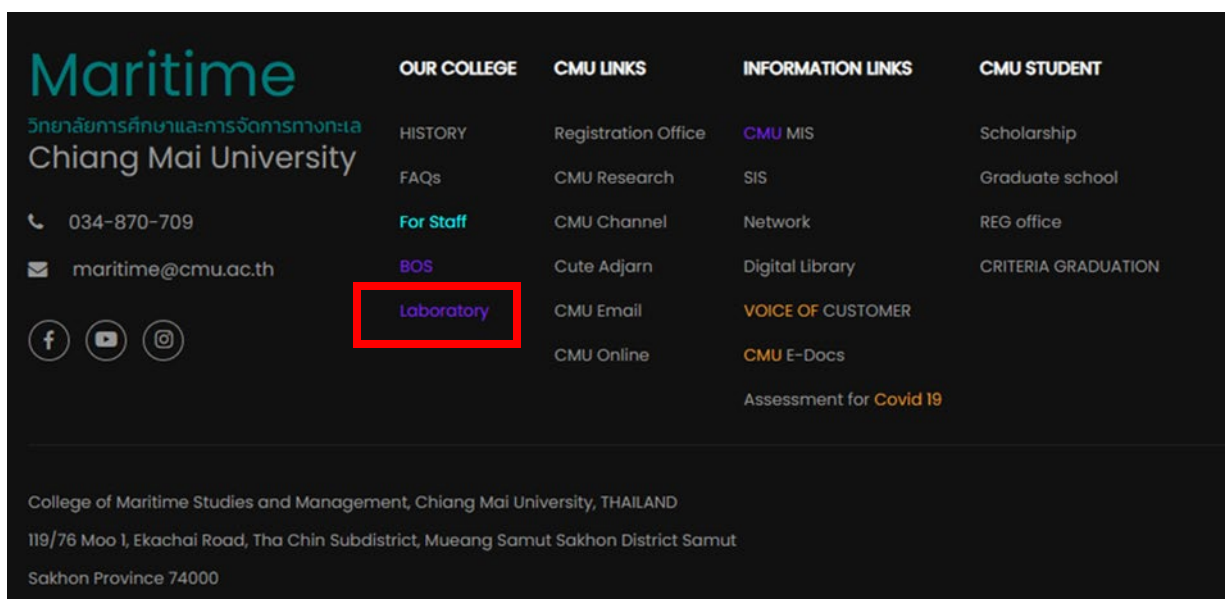 Maritime
วิทยาลัยการศึกษาและการจัดการทางทะเล
Chiang Mai University
034-870-709
maritime@cmu.ac.th
OUR COLLEGE
HISTORY
FAQs
For Staff
BOS
Laboratory
CMU LINKS
Registration Office
CMU Research
CMU Channel
Cute Adjarn
CMU Email
CMU Online
INFORMATION LINKS
CMU MIS
SIS
Network
Digital Library
VOICE OF CUSTOMER
CMU E-Docs
Assessment for Covid 19
CMU STUDENT
Scholarship
Graduate school
REG office
CRITERIA GRADUATION
College of Maritime Studies and Management, Chiang Mai University, THAILAND
119/76 Moo 1, Ekachai Road, Tha Chin Subdistrict, Mueang Samut Sakhon District Samut
Sakhon Province 74000